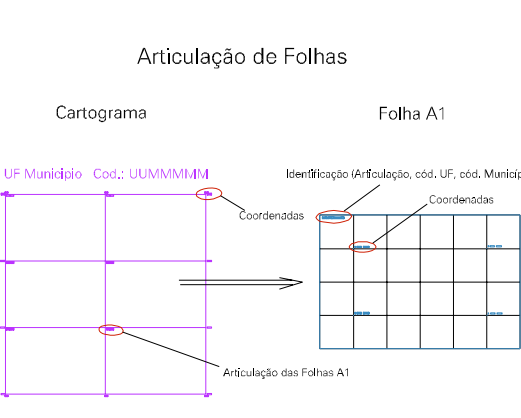 Articulação de Folhas
Cartograma
Folha A1
UF Municipio Cod.: UUMMMMM
Identificação (Articulação, cód. UF, cód. Municíp
Coordenadas
Coordenadas
Articulação das Folhas A1